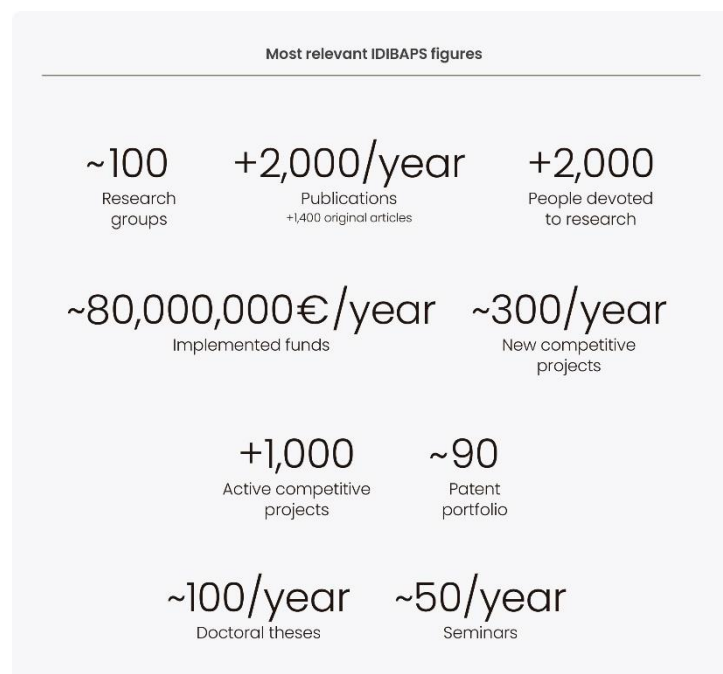 Most relevant IDIBAPS figures
~100
Research
groups
+2,000/year
Publications
+1,400 original articles
+2,000
People devoted
to research
~80,000,000€/year
Implemented funds
~300/year
New competitive
projects
+1,000
Active competitive
projects
~90
Patent
portfolio
~100/year
Doctoral theses
~50/year
Seminars